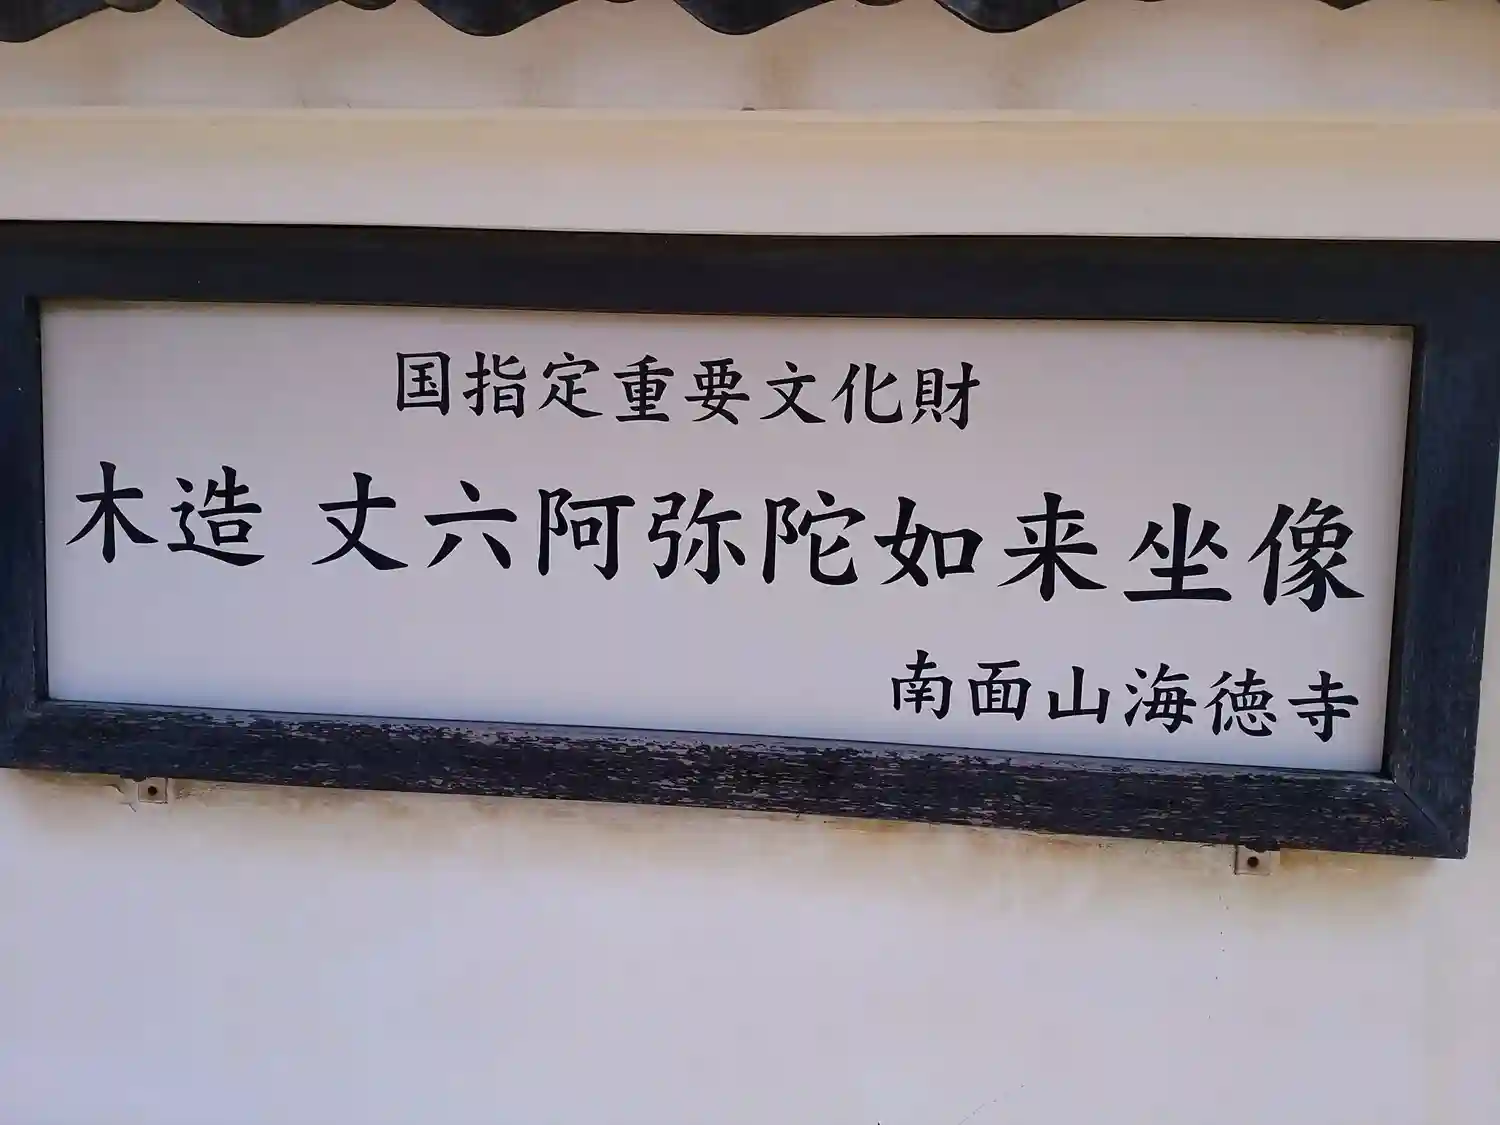 国指定重要文化財
木造 丈六阿弥陀如来坐像
南面山海徳寺